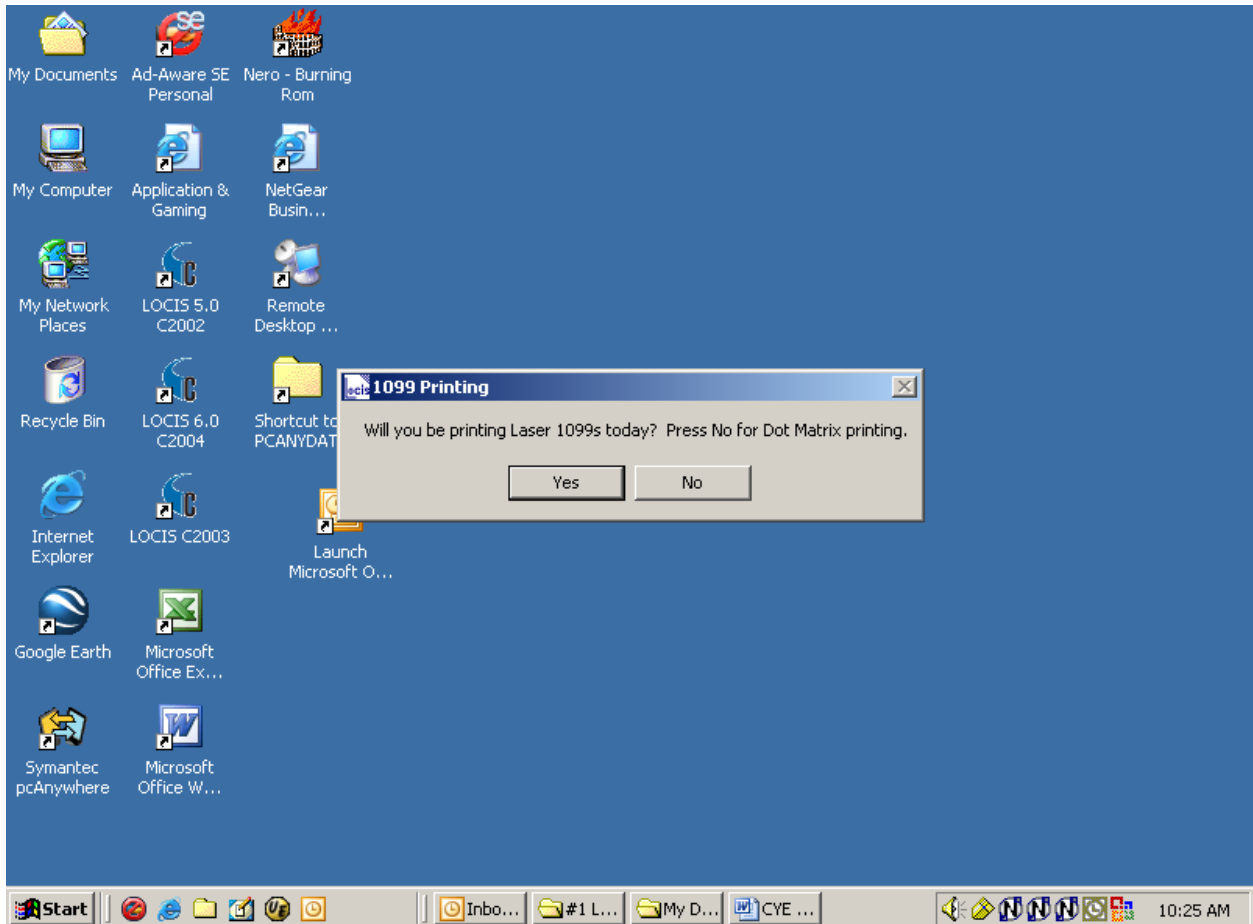 My Documents
Ad-Aware SE
Personal
Nero - Burning
Rom
My Computer
Application &
Gaming
NetGear
Busin...
My Network
Places
LOCIS 5.0
C2002
Remote
Desktop ...
Recycle Bin
LOCIS 6.0
C2004
Shortcut to
PCANYDAT
1099 Printing
Will you be printing Laser 1099s today?  Press No for Dot Matrix printing.
Yes
No
Internet
Explorer
LOCIS C2003
Launch
Microsoft O...
Google Earth
Microsoft
Office Ex...
Symantec
pcAnywhere
Microsoft
Office W...
Start
Inbo...
#1 L...
My D...
CYE ...
10:25 AM